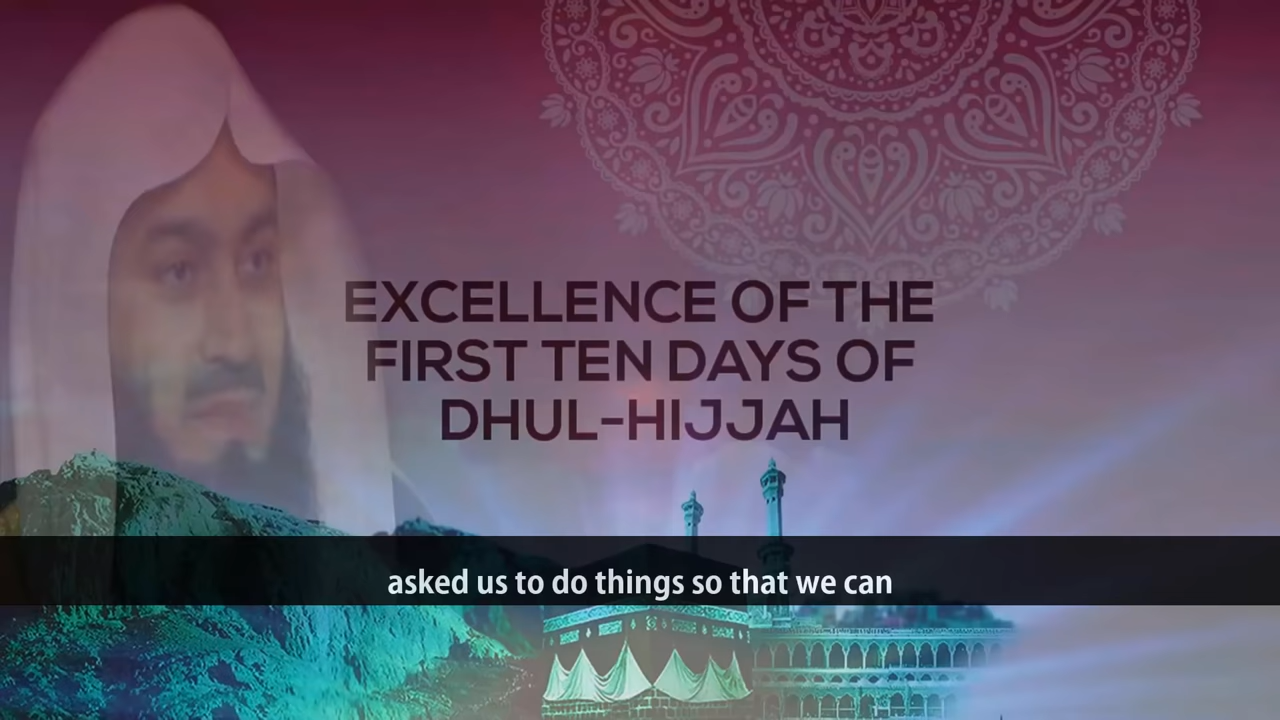 EXCELLENCE OF THE
FIRST TEN DAYS OF
DHUL-HIJJAH
asked us to do things so that we can